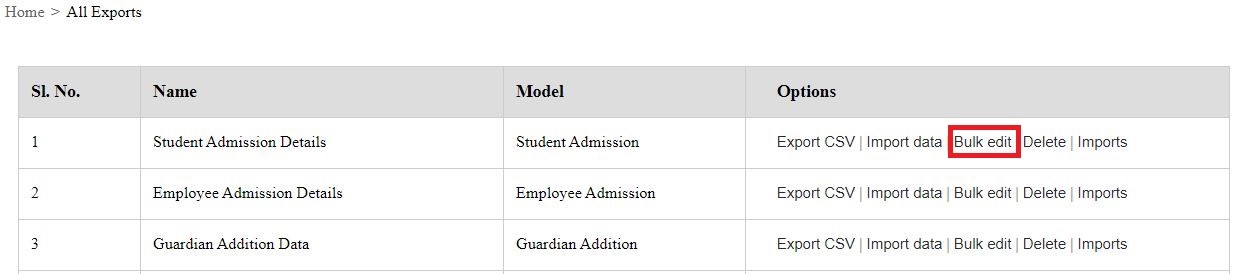 Home > All Exports
Sl. No. Name Model Options
1 Student Admission Details Student Admission Export CSV | Import data | Bulk edit | Delete | Imports
2 Employee Admission Details Employee Admission Export CSV | Import data | Bulk edit | Delete | Imports
3 Guardian Addition Data Guardian Addition Export CSV | Import data | Bulk edit | Delete | Imports